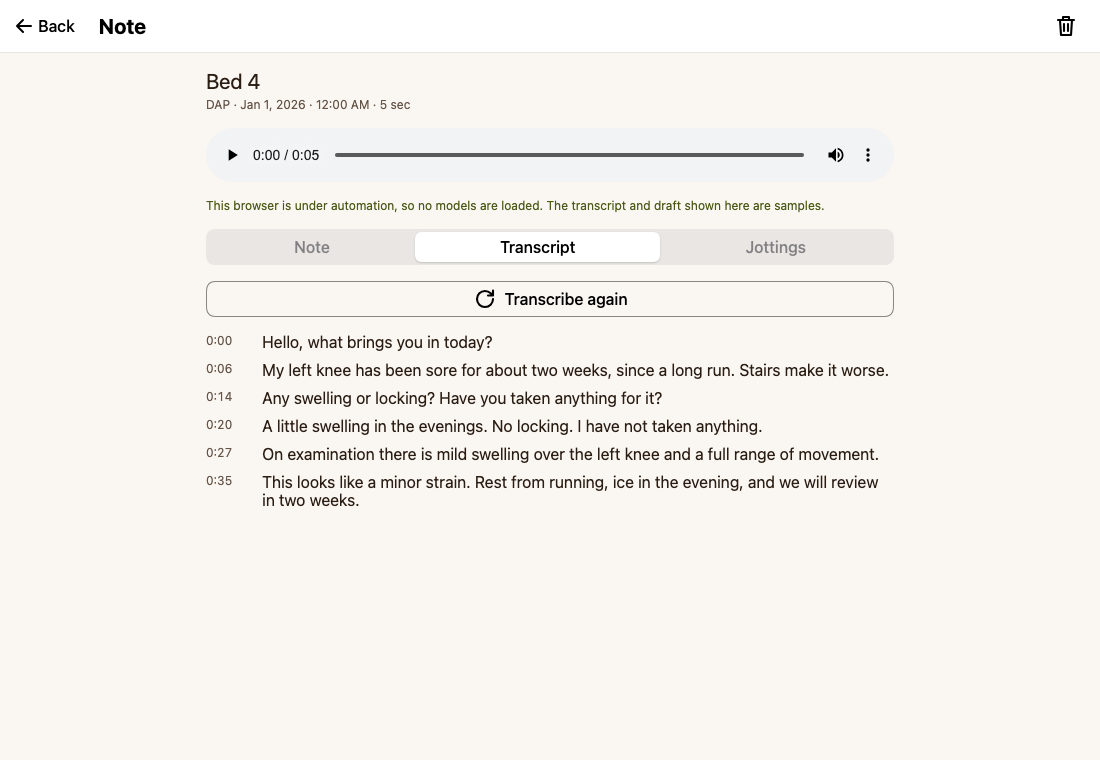 Back Note
Bed 4
DAP · Jan 1, 2026 · 12:00 AM · 5 sec
0:00 / 0:05
This browser is under automation, so no models are loaded. The transcript and draft shown here are samples.
Note Transcript Jottings
Transcribe again
0:00 Hello, what brings you in today?
0:06 My left knee has been sore for about two weeks, since a long run. Stairs make it worse.
0:14 Any swelling or locking? Have you taken anything for it?
0:20 A little swelling in the evenings. No locking. I have not taken anything.
0:27 On examination there is mild swelling over the left knee and a full range of movement.
0:35 This looks like a minor strain. Rest from running, ice in the evening, and we will review
in two weeks.